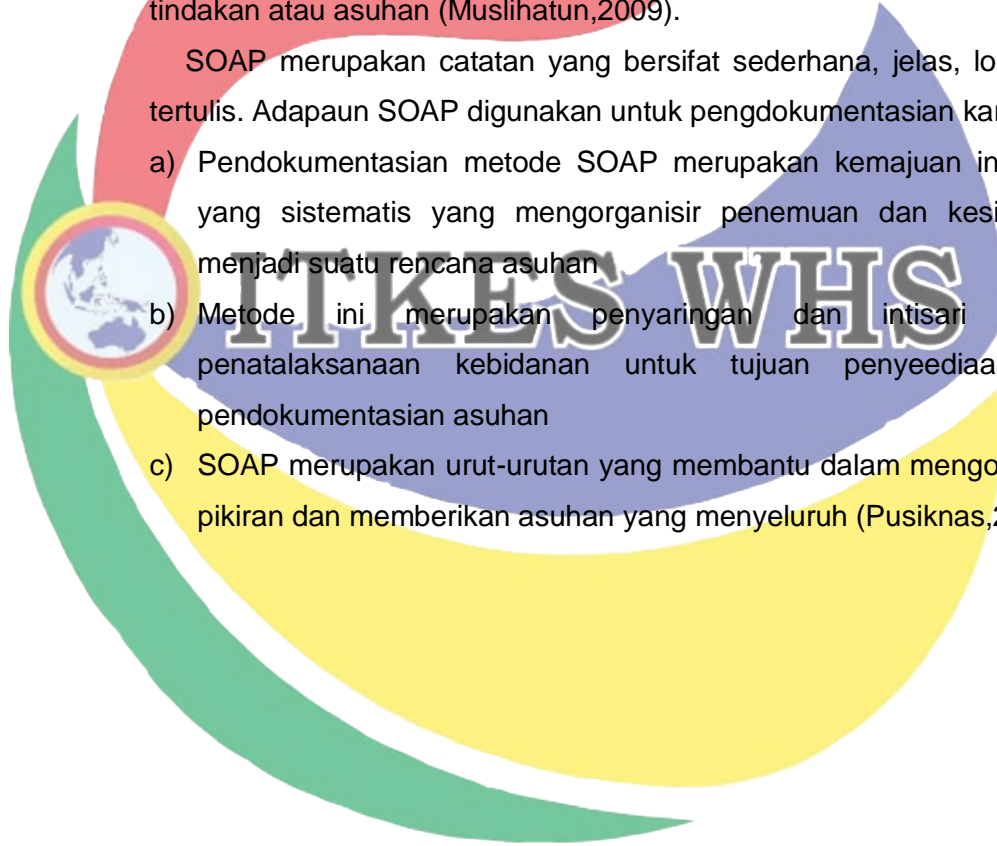 tindakan atau asuhan (Muslihatun,2009).
SOAP merupakan catatan yang bersifat sederhana, jelas, lo
tertulis. Adapaun SOAP digunakan untuk pengdokumentasian kar
a) Pendokumentasian metode SOAP merupakan kemajuan in
yang sistematis yang mengorganisir penemuan dan kesi
menjadi suatu rencana asuhan
ITKES WHS
b) Metode ini merupakan penyaringan dan intisari
penatalaksanaan kebidanan untuk tujuan penyeediaa
pendokumentasian asuhan
c) SOAP merupakan urut-urutan yang membantu dalam mengo
pikiran dan memberikan asuhan yang menyeluruh (Pusiknas,2